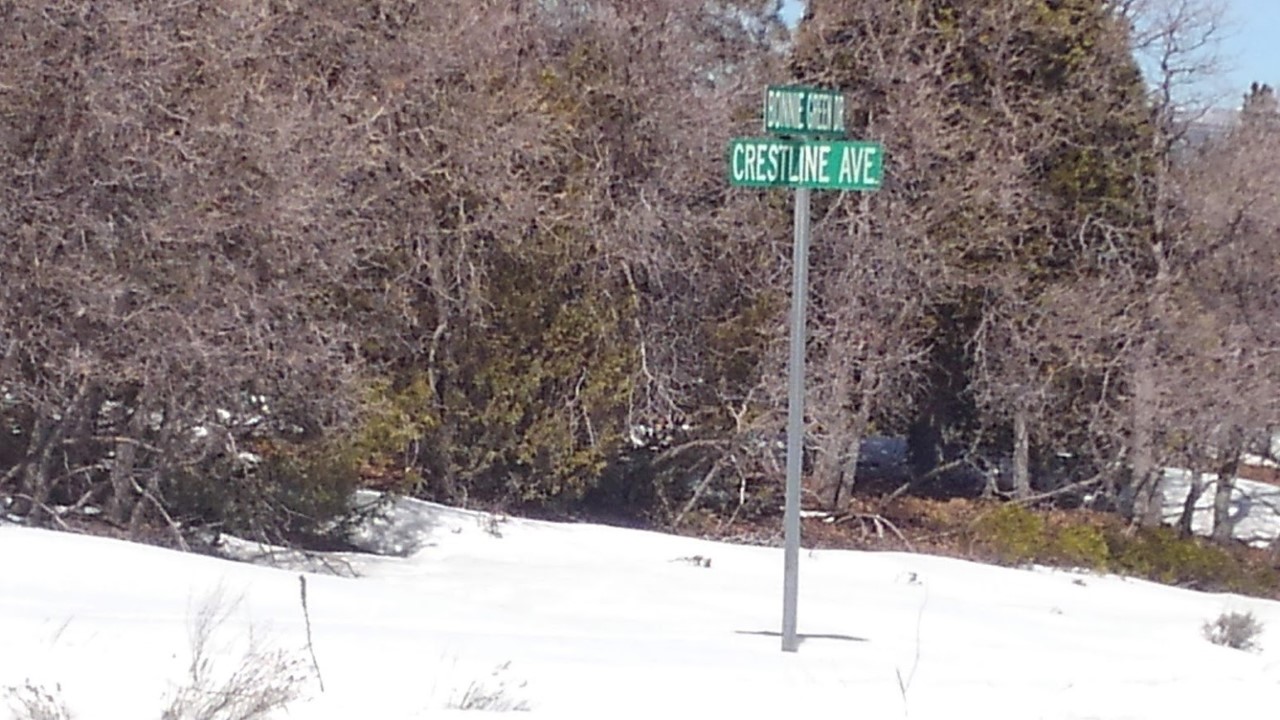 BONNIE GREEN DR.
CRESTLINE AVE.